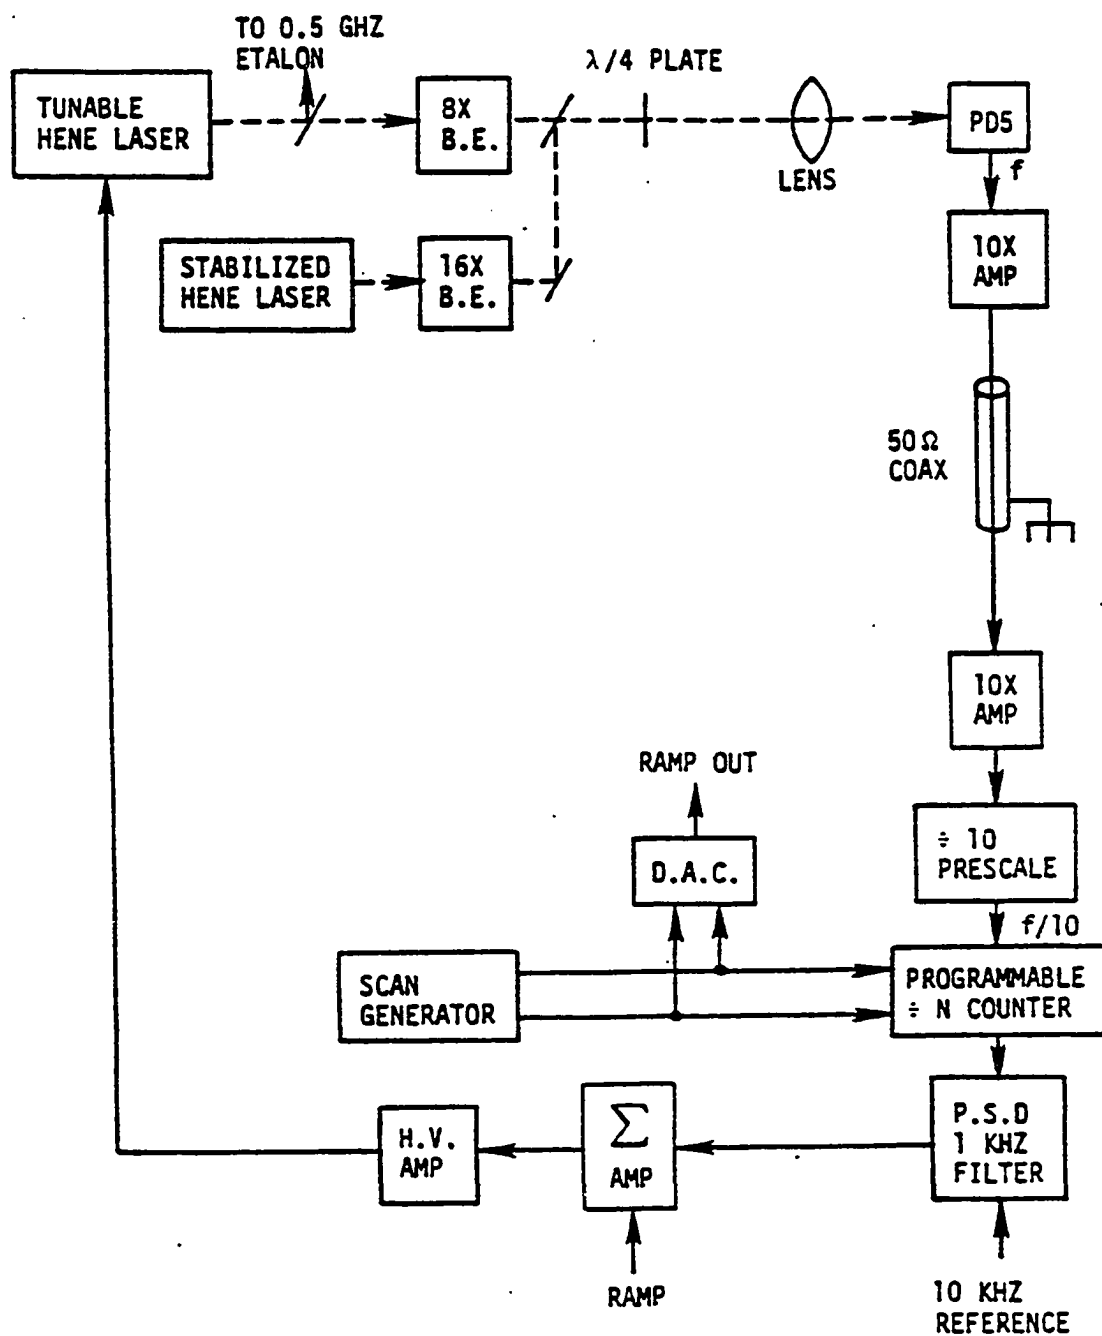 TO 0.5 GHZ
ETALON
λ/4 PLATE
TUNABLE
HENE LASER
8X
B.E.
LENS
PD5
f
STABILIZED
HENE LASER
16X
B.E.
10X
AMP
50Ω
COAX
10X
AMP
RAMP OUT
D.A.C.
÷ 10
PRESCALE
f/10
SCAN
GENERATOR
PROGRAMMABLE
÷ N COUNTER
H.V.
AMP
Σ
AMP
P.S.D
1 KHZ
FILTER
RAMP
10 KHZ
REFERENCE